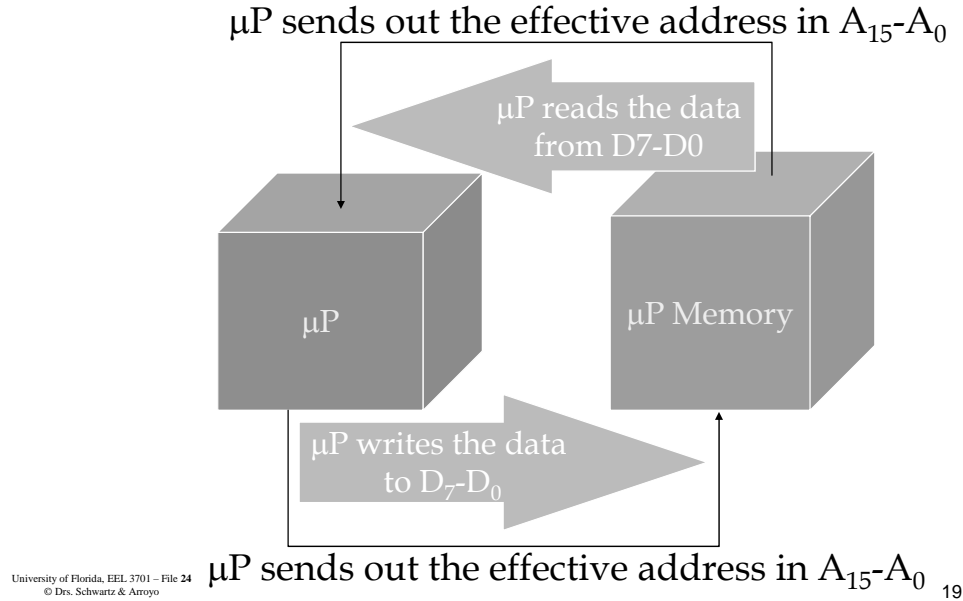 μP sends out the effective address in A₁₅-A₀
μP reads the data
from D7-D0
μP
μP Memory
μP writes the data
to D₇-D₀
μP sends out the effective address in A₁₅-A₀
University of Florida, EEL 3701 – File 24
© Drs. Schwartz & Arroyo
19